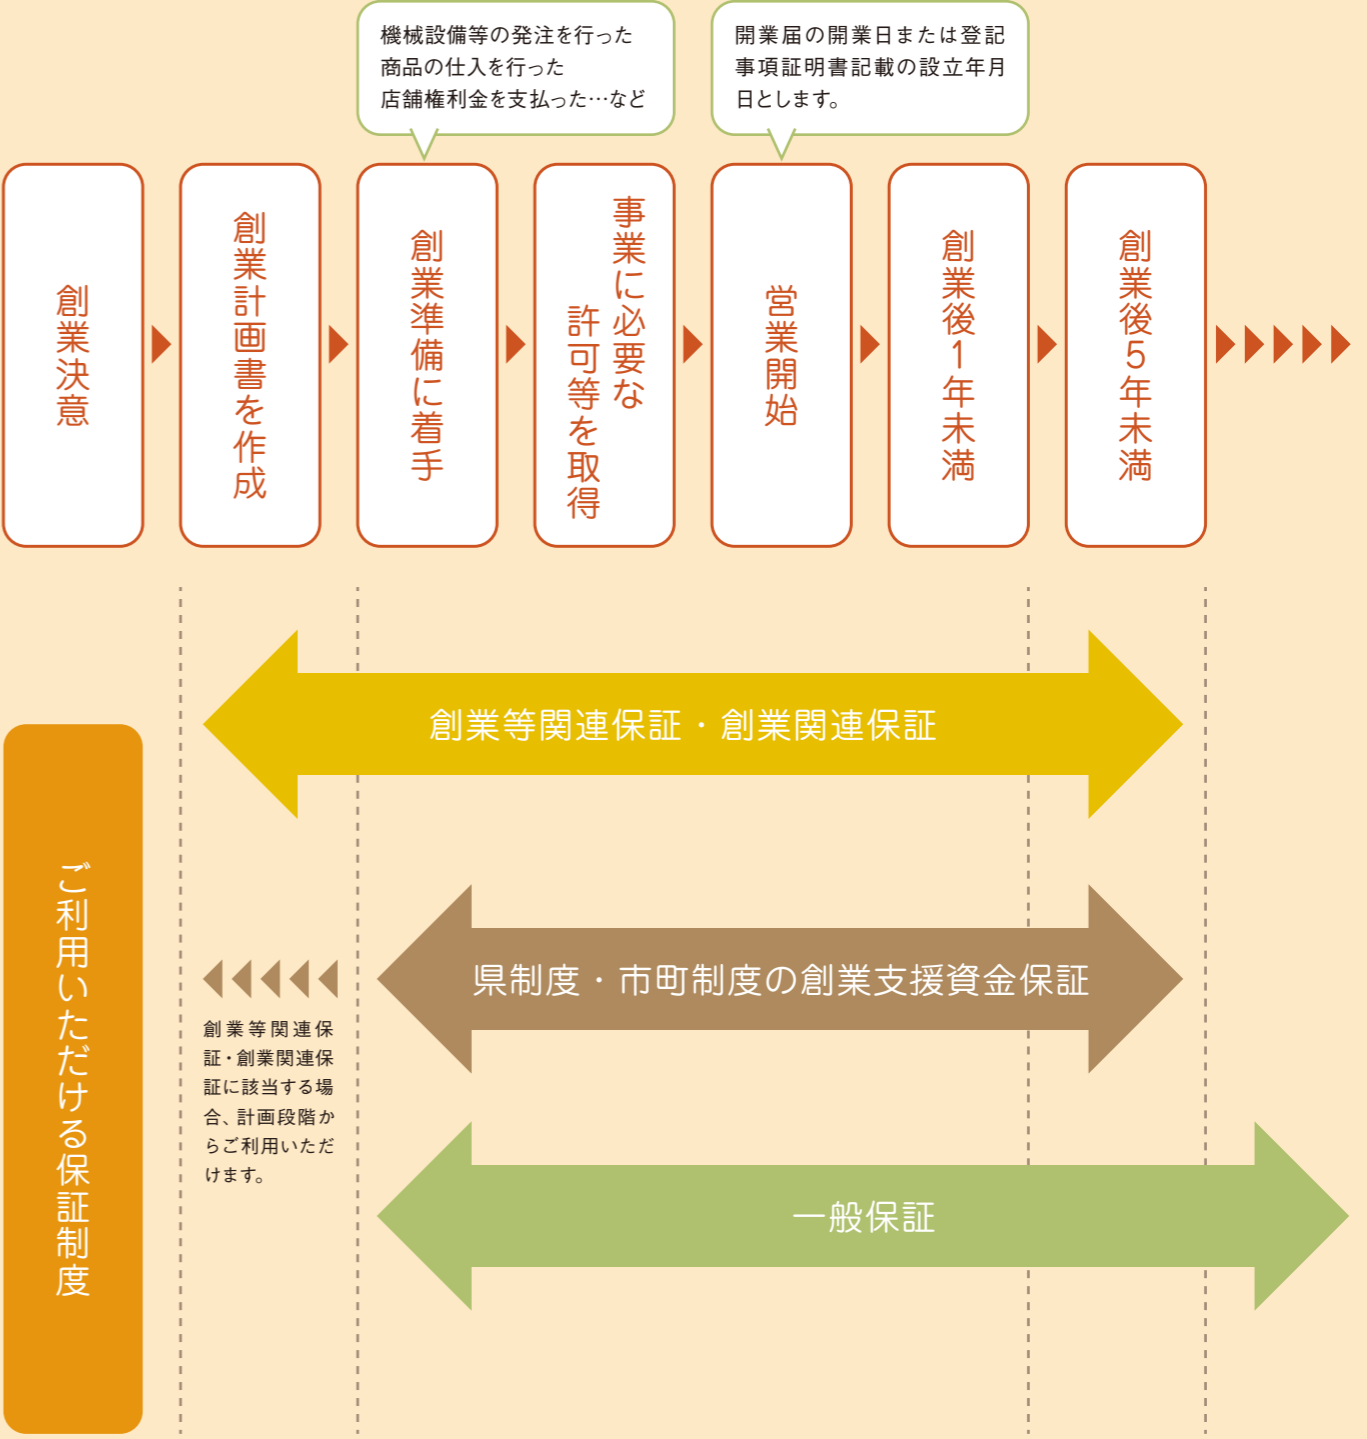 機械設備等の発注を行った
商品の仕入を行った
店舗権利金を支払った…など
開業届の開業日または登記
事項証明書記載の設立年月
日とします。
創業決意
創業計画書を作成
創業準備に着手
事業に必要な
許可等を取得
営業開始
創業後1年未満
創業後5年未満
ご利用いただける保証制度
創業等関連保証・創業関連保証
県制度・市町制度の創業支援資金保証
創業等関連保
証・創業関連保
証に該当する場
合、計画段階か
らご利用いただ
けます。
一般保証